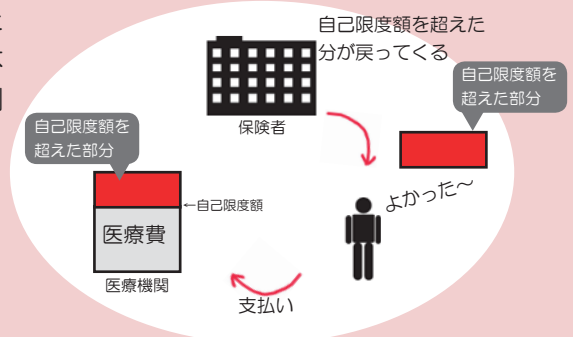 自己限度額を超えた
分が戻ってくる
保険者
自己限度額を
超えた部分
自己限度額を
超えた部分
←自己限度額
医療費
医療機関
よかった~
支払い